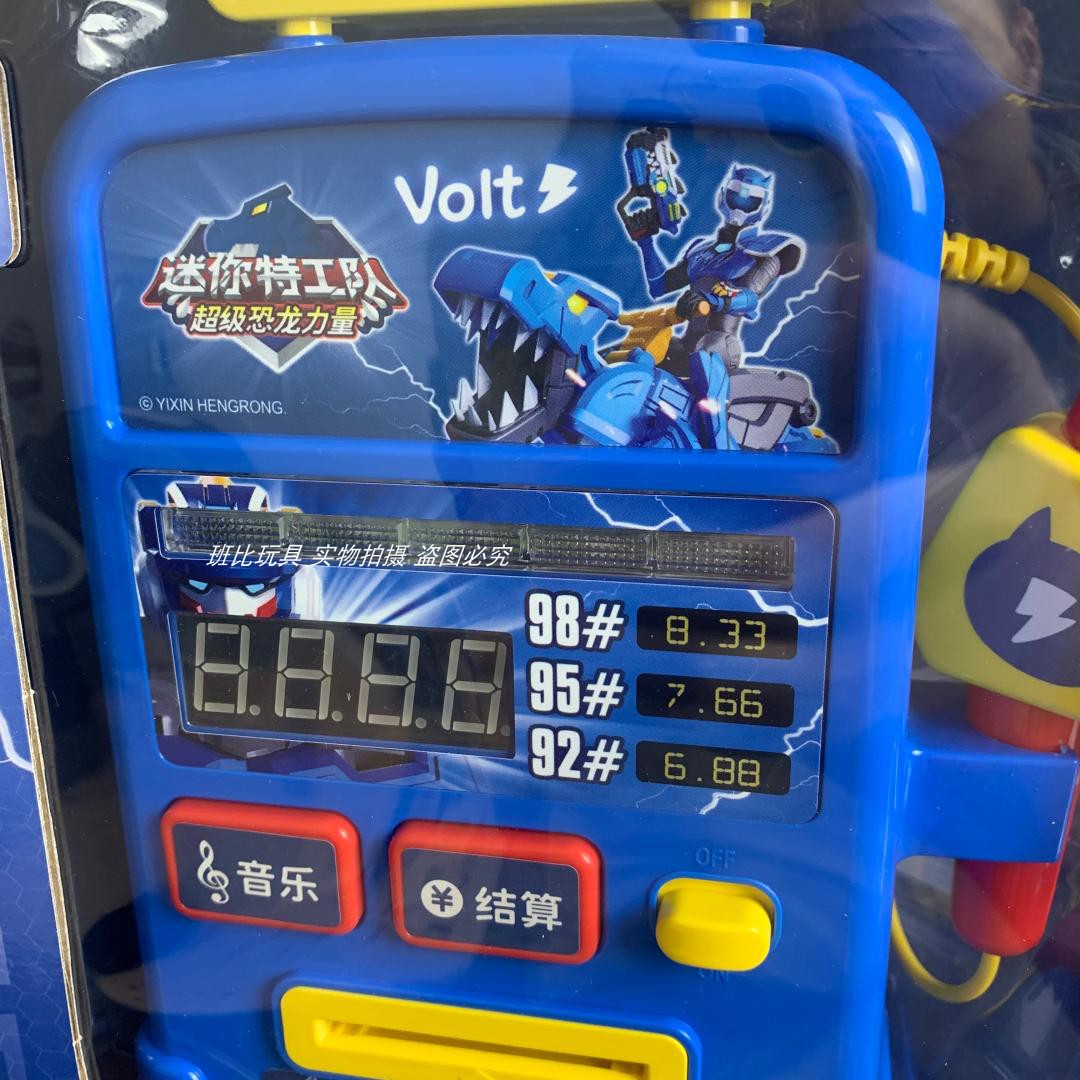 Volt
迷你特工队
超级恐龙力量
© YIXIN HENGRONG.
班比玩具 实物拍摄 盗图必究
98# 8.33
95# 7.66
92# 6.88
音乐
¥ 结算
OFF
ON